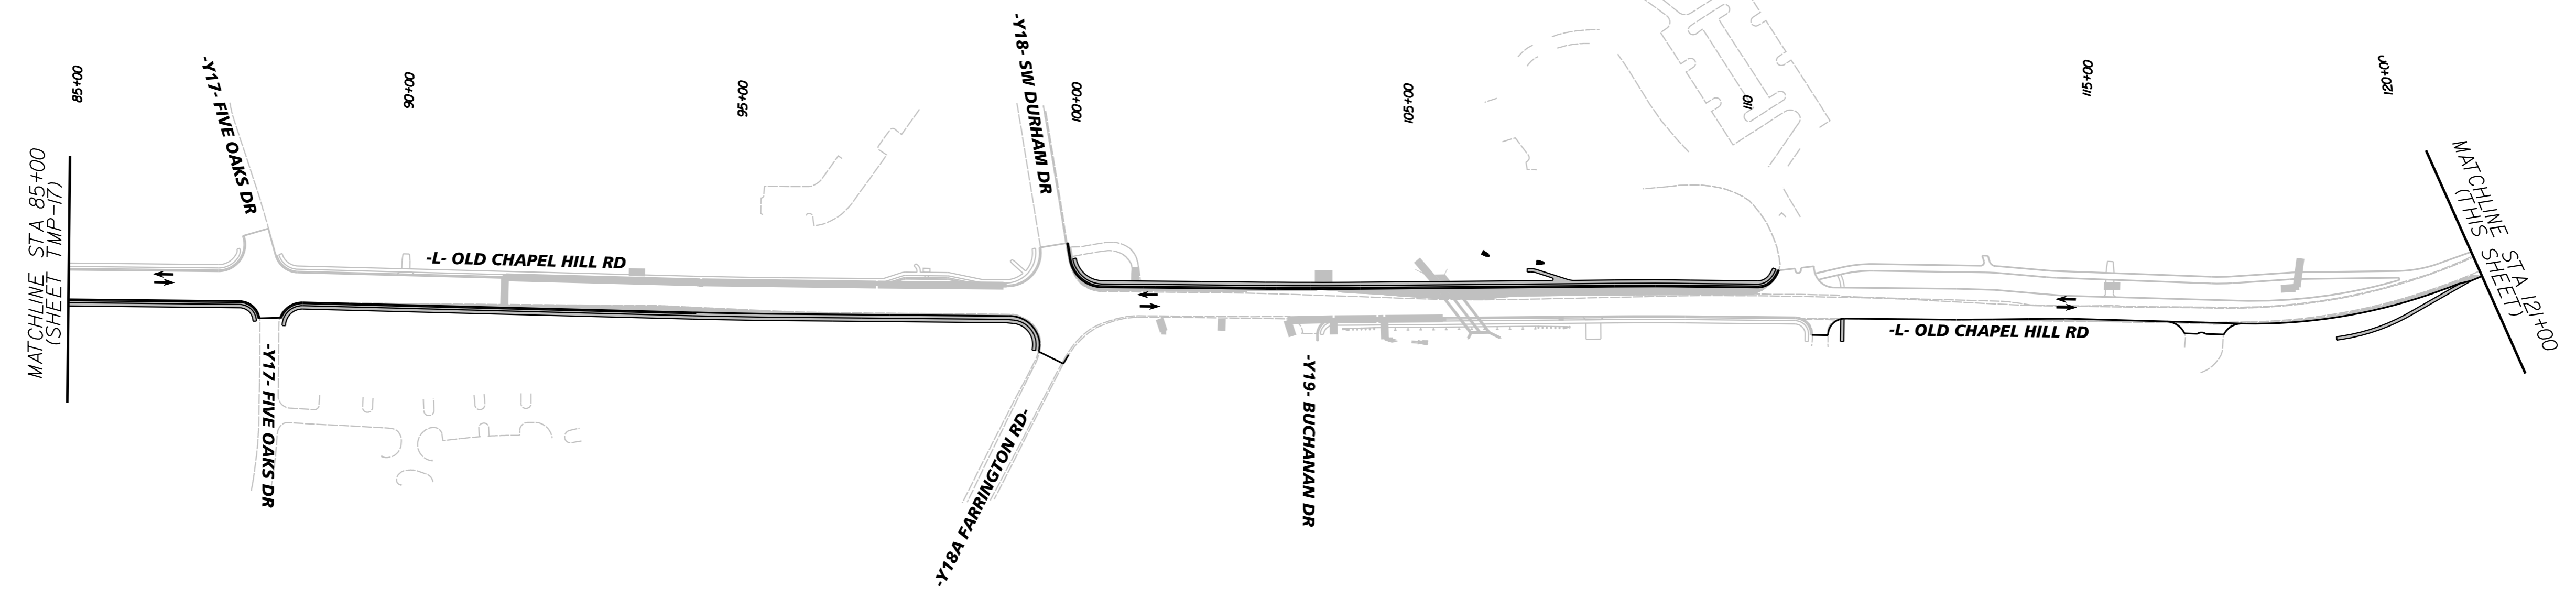 MATCHLINE STA 85+00
(SHEET TMP-17)
85+00
-Y17- FIVE OAKS DR
90+00
-L- OLD CHAPEL HILL RD
-Y17- FIVE OAKS DR
95+00
-Y18- SW DURHAM DR
100+00
-Y18A FARRINGTON RD-
105+00
-Y19- BUCHANAN DR
110
115+00
-L- OLD CHAPEL HILL RD
120+00
MATCHLINE STA 121+00
(THIS SHEET)